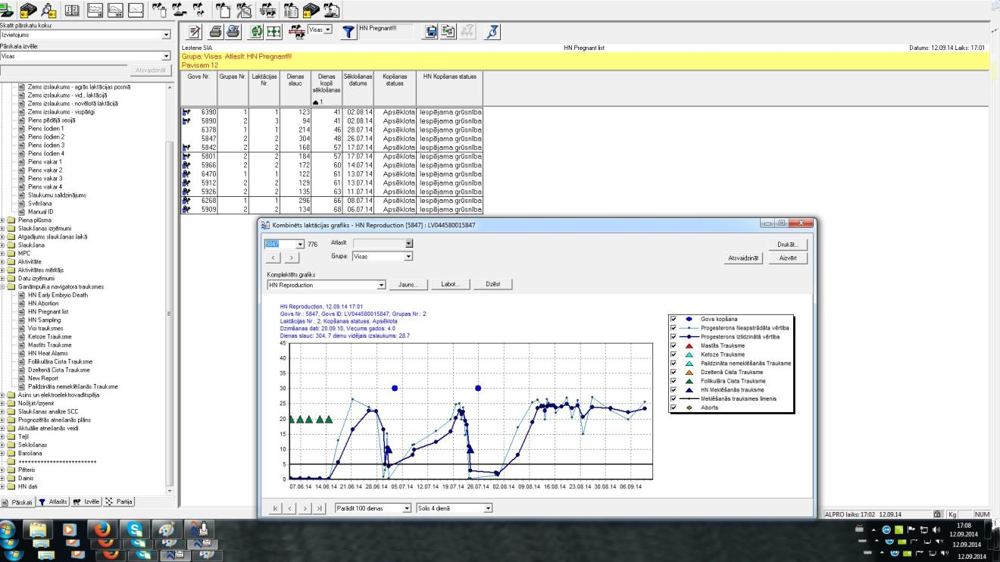 Skatīt pārskatu koku:
Izvietojums
Pārskata izvēle:
Visas
Atsvaidzināt
Zems izslaukums - agrās laktācijas posmā
Zems izslaukums - vid., laktācijā
Zems izslaukums - novēlotā laktācijā
Zems izslaukums - vispārīgi
Piens pēdējā sesijā
Piens šodien 1
Piens šodien 2
Piens šodien 3
Piens šodien 4
Piens vakar 1
Piens vakar 2
Piens vakar 3
Piens vakar 4
Slaukumu salīdzinājums
Svēršana
Manual ID
Piena plūsma
Slaukšanas izņēmumi
Atgadījums slaukšanas laikā
Slaukšana
MPC
Aktivitāte
Aktivitātes mērītājs
Datu izņēmumi
Ganāmpulka navigatora trauksmes
HN Early Embryio Death
HN Abortion
HN Pregnant list
HN Sampling
Visi trauksmes
Ketoze Trauksme
Mastīts Trauksme
HN Heat Alarms
Follikulāra Cista Trauksme
Dzeltenā Cista Trauksme
New Report
Paildzināta nemeklēšanās Trauksme
Asins un elektroelektrovadītspēja
Nošķirt/izņemt
Slaukšanas analīze SCC
Prognozētās atnešanās plāns
Aktuālie atnešanās veidi
Teļš
Seklošanas
Barošana
+++++++++++++++++++++++++
Pēteris
Dainis
HN dati
Pārskati Atlasīts Izvēle Partija
Visas
HN Pregnant!!!
Lestene SIA HN Pregnant list Datums: 12.09.14 Laiks: 17:01
Grupa: Visas Atlasīt: HN Pregnant!!!
Pavisam 12
Govs Nr. Grupas Nr. Laktācijas Nr. Dienas slauc Dienas kopš sēklošanas Sēklošanas datums Kopšanas statuss HN Kopšanas statuss
1
6390 1 1 123 41 02.08.14 Apsēklota Iespējama grūsnība
5890 2 3 94 41 02.08.14 Apsēklota Iespējama grūsnība
6378 1 1 214 46 28.07.14 Apsēklota Iespējama grūsnība
5847 2 2 304 48 26.07.14 Apsēklota Iespējama grūsnība
5842 2 2 168 57 17.07.14 Apsēklota Iespējama grūsnība
5801 2 2 184 57 17.07.14 Apsēklota Iespējama grūsnība
5966 2 2 172 60 14.07.14 Apsēklota Iespējama grūsnība
6470 1 1 122 61 13.07.14 Apsēklota Iespējama grūsnība
5912 2 2 129 61 13.07.14 Apsēklota Iespējama grūsnība
5926 2 2 135 63 11.07.14 Apsēklota Iespējama grūsnība
6268 1 1 296 66 08.07.14 Apsēklota Iespējama grūsnība
5909 2 2 134 68 06.07.14 Apsēklota Iespējama grūsnība
Kombinēts laktācijas grafiks - HN Reproduction [5847] : LV044580015847
5847 776 Atlasīt: Drukāt...
< > Grupa: Visas Atsvaidzināt Aizvērt
Komplektēts grafiks
HN Reproduction Jauns... Labot... Dzēst
HN Reproduction, 12.09.14 17:01
Govs Nr.: 5847, Govs ID: LV044580015847, Grupas Nr.: 2
Laktācijas Nr.: 2, Kopšanas statuss: Apsēklota
Dzimšanas dati: 20.09.10, Vecums gados: 4.0
Dienas slauc: 304, 7 dienu vidējais izslaukums: 28.7
45
40
35
30
25
20
15
10
5
0
07.06.14 14.06.14 21.06.14 28.06.14 05.07.14 12.07.14 19.07.14 26.07.14 02.08.14 09.08.14 16.08.14 23.08.14 30.08.14 06.09.14
Govs kopšana
Progesterons Neapstrādāta vērtība
Progesterons Izlīdzinātā vērtība
Mastīts Trauksme
Ketoze Trauksme
Paildzināta nemeklēšanās Trauksme
Dzeltenā Cista Trauksme
Follikulāra Cista Trauksme
HN Meklēšanās trauksme
Meklēšanās trauksmes līmenis
Aborts
Parādīt 100 dienas Solis 4 dienā
ALPRO laiks: 17:02 12.09.14 Kg NUM
17:08
12.09.2014
12.09.2014
12.09.2014